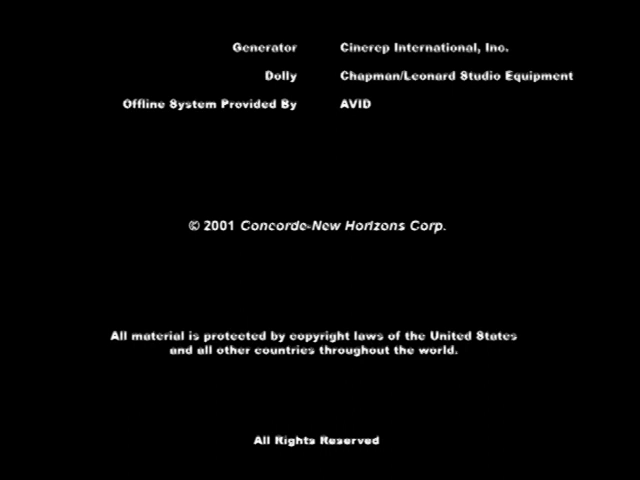 Generator Cinerep International, Inc.
Dolly Chapman/Leonard Studio Equipment
Offline System Provided By AVID
© 2001 Concorde-New Horizons Corp.
All material is protected by copyright laws of the United States
and all other countries throughout the world.
All Rights Reserved